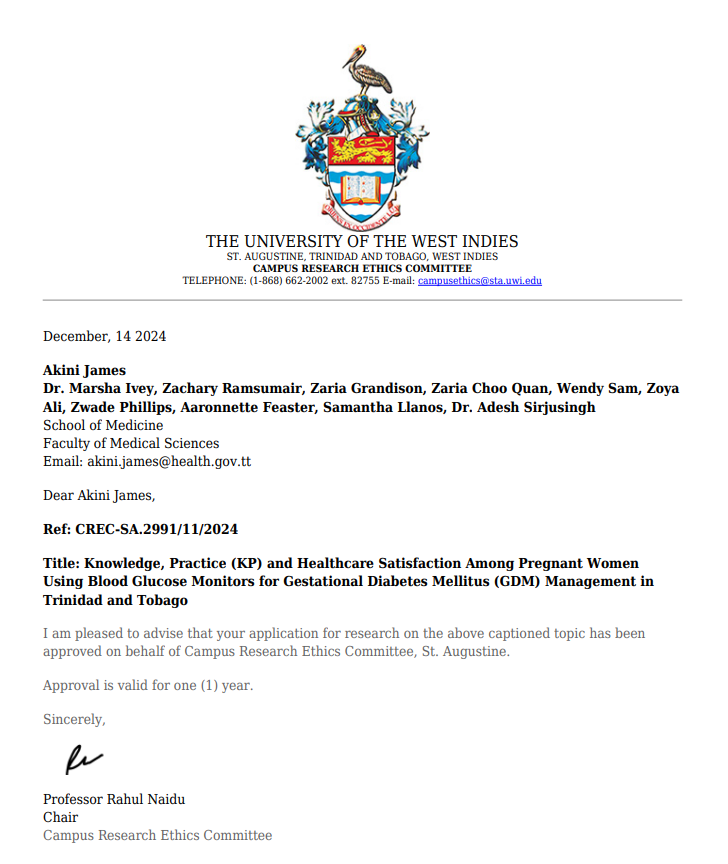 THE UNIVERSITY OF THE WEST INDIES
ST. AUGUSTINE, TRINIDAD AND TOBAGO, WEST INDIES
CAMPUS RESEARCH ETHICS COMMITTEE
TELEPHONE: (1-868) 662-2002 ext. 82755 E-mail: campusethics@sta.uwi.edu
December, 14 2024
Akini James
Dr. Marsha Ivey, Zachary Ramsumair, Zaria Grandison, Zaria Choo Quan, Wendy Sam, Zoya
Ali, Zwade Phillips, Aaronnette Feaster, Samantha Llanos, Dr. Adesh Sirjusingh
School of Medicine
Faculty of Medical Sciences
Email: akini.james@health.gov.tt
Dear Akini James,
Ref: CREC-SA.2991/11/2024
Title: Knowledge, Practice (KP) and Healthcare Satisfaction Among Pregnant Women
Using Blood Glucose Monitors for Gestational Diabetes Mellitus (GDM) Management in
Trinidad and Tobago
I am pleased to advise that your application for research on the above captioned topic has been
approved on behalf of Campus Research Ethics Committee, St. Augustine.
Approval is valid for one (1) year.
Sincerely,
Professor Rahul Naidu
Chair
Campus Research Ethics Committee